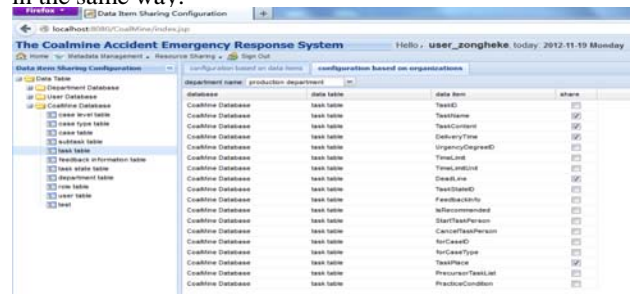 in the same way.
Firefox
Data Item Sharing Configuration
+
localhost:8080/CoalMine/index.jsp
The Coalmine Accident Emergency Response System
Hello, user_zongheke. today: 2012-11-19 Monday
Home Metadata Management Resource Sharing Sign Out
Data Item Sharing Configuration
configuration based on data items configuration based on organizations
department name: production department
Data Table
Department Database
User Database
CoalMine Database
case level table
case type table
case table
subtask table
task table
feedback information table
task state table
department table
role table
user table
test
database data table data item share
CoalMine Database task table TaskID
CoalMine Database task table TaskName
CoalMine Database task table TaskContent
CoalMine Database task table DeliveryTime
CoalMine Database task table UrgencyDegreeID
CoalMine Database task table TimeLimit
CoalMine Database task table TimeLimitUnit
CoalMine Database task table DeadLine
CoalMine Database task table TaskStateID
CoalMine Database task table FeedbackInfo
CoalMine Database task table IsRecommended
CoalMine Database task table StartTaskPerson
CoalMine Database task table CancelTaskPerson
CoalMine Database task table forCaseID
CoalMine Database task table forCaseType
CoalMine Database task table TaskPlace
CoalMine Database task table PrecursorTaskList
CoalMine Database task table PracticeCondition